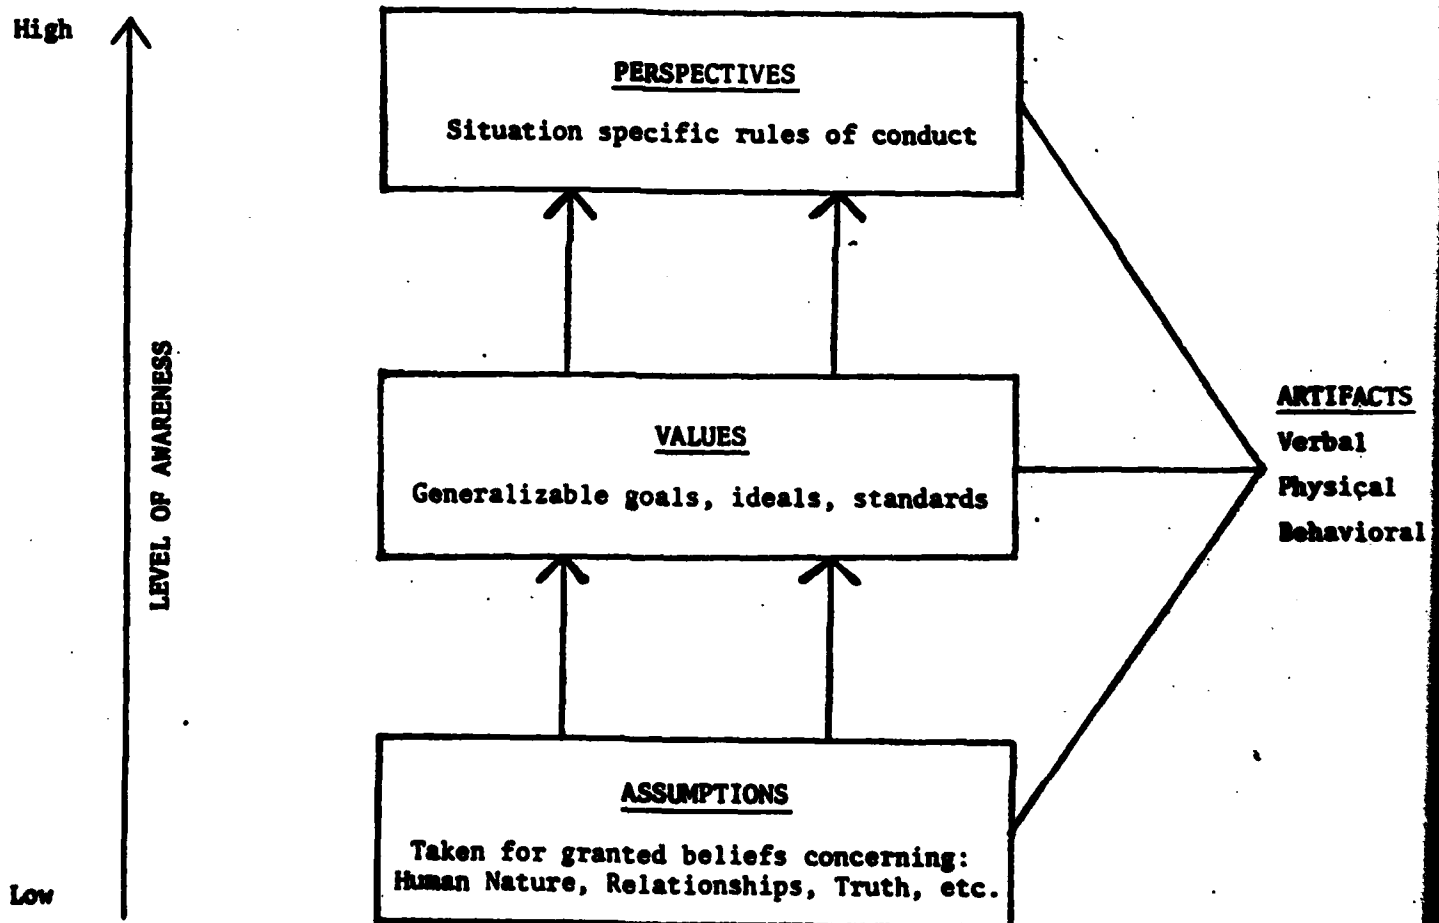 High
PERSPECTIVES
Situation specific rules of conduct
LEVEL OF AWARENESS
VALUES
Generalizable goals, ideals, standards
ARTIFACTS
Verbal
Physical
Behavioral
ASSUMPTIONS
Taken for granted beliefs concerning:
Human Nature, Relationships, Truth, etc.
Low